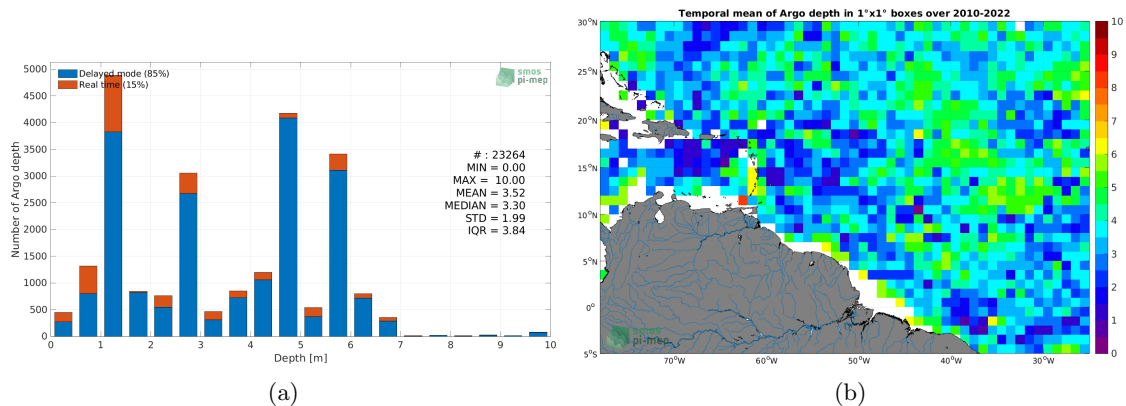 Delayed mode (85%)
Real time (15%)
smos
pi-mep
5000
4500
4000
3500
3000
2500
2000
1500
1000
500
0
Number of Argo depth
# : 23264
MIN = 0.00
MAX = 10.00
MEAN = 3.52
MEDIAN = 3.30
STD = 1.99
IQR = 3.84
0 1 2 3 4 5 6 7 8 9 10
Depth [m]
(a)
Temporal mean of Argo depth in 1°x1° boxes over 2010-2022
30°N
25°N
20°N
15°N
10°N
5°N
0°
5°S
smos
pi-mep
70°W 60°W 50°W 40°W 30°W
10
9
8
7
6
5
4
3
2
1
0
(b)